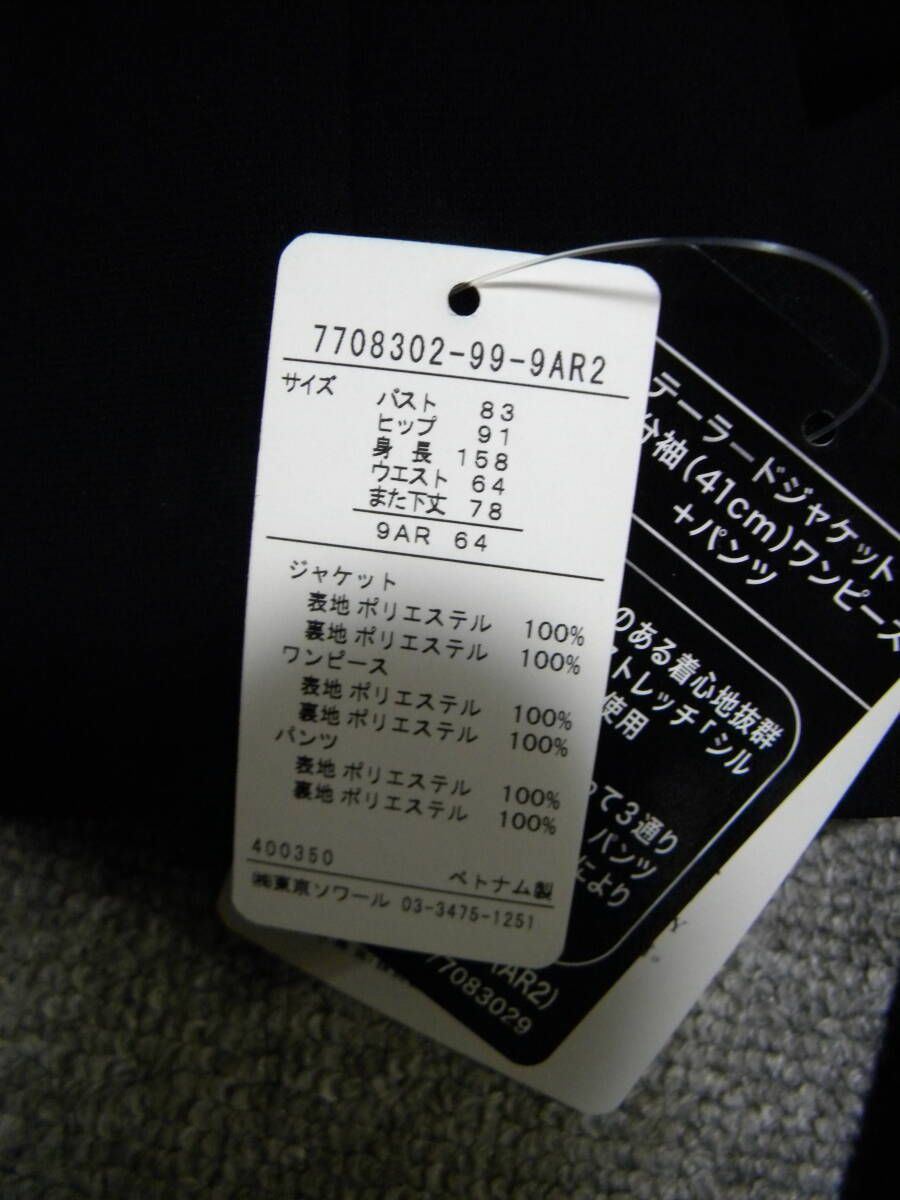 7708302-99-9AR2
サイズ
バスト 83
ヒップ 91
身長 158
ウエスト 64
また下丈 78
9AR 64
ジャケット
表地 ポリエステル 100%
裏地 ポリエステル 100%
ワンピース
表地 ポリエステル 100%
裏地 ポリエステル 100%
パンツ
表地 ポリエステル 100%
裏地 ポリエステル 100%
400350
ベトナム製
㈱東京ソワール 03-3475-1251
テーラードジャケット
分袖(41cm)ワンピース
+パンツ
のある着心地抜群
ストレッチ「シル
使用
って3通り
パンツ
により
(AR2)
77083029
Y